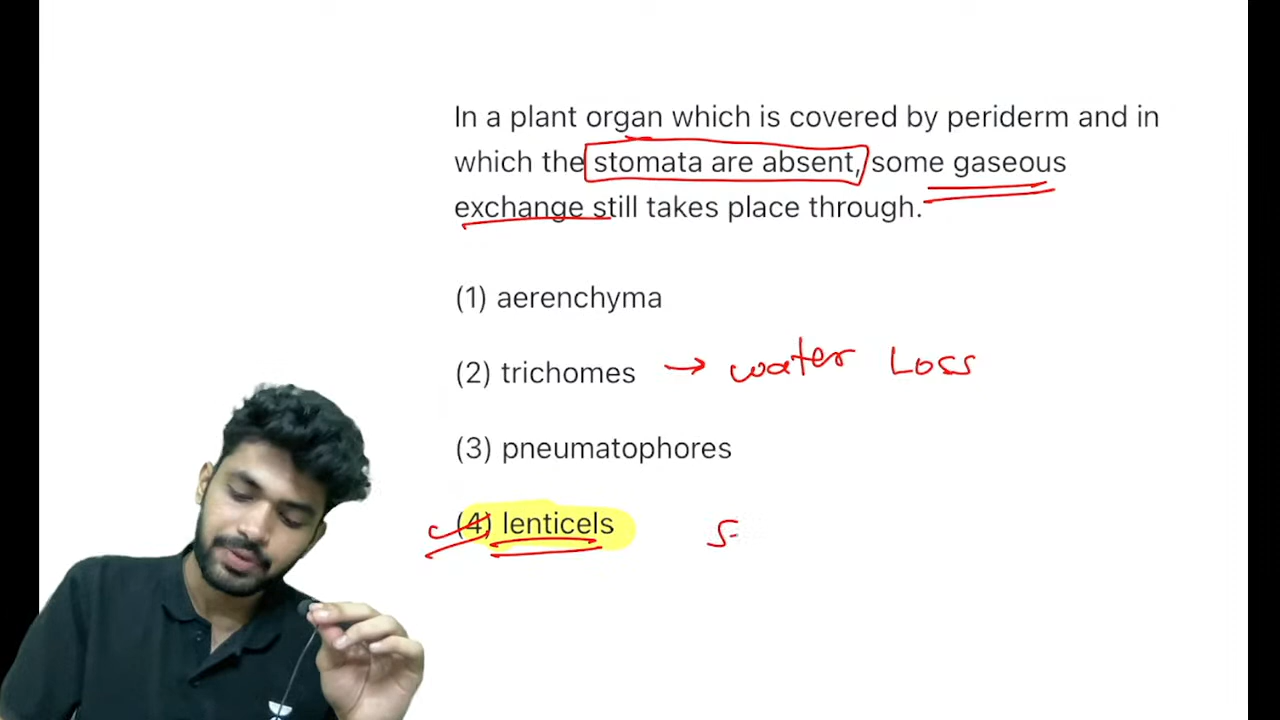 In a plant organ which is covered by periderm and in
which the stomata are absent, some gaseous
exchange still takes place through.
(1) aerenchyma
(2) trichomes → water Loss
(3) pneumatophores
(4) lenticels